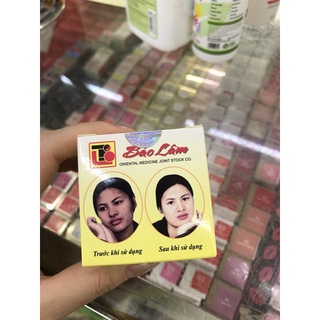 Bảo Lâm
ORIENTAL MEDICINE JOINT STOCK CO.
Trước khi sử dụng
Sau khi sử dụng